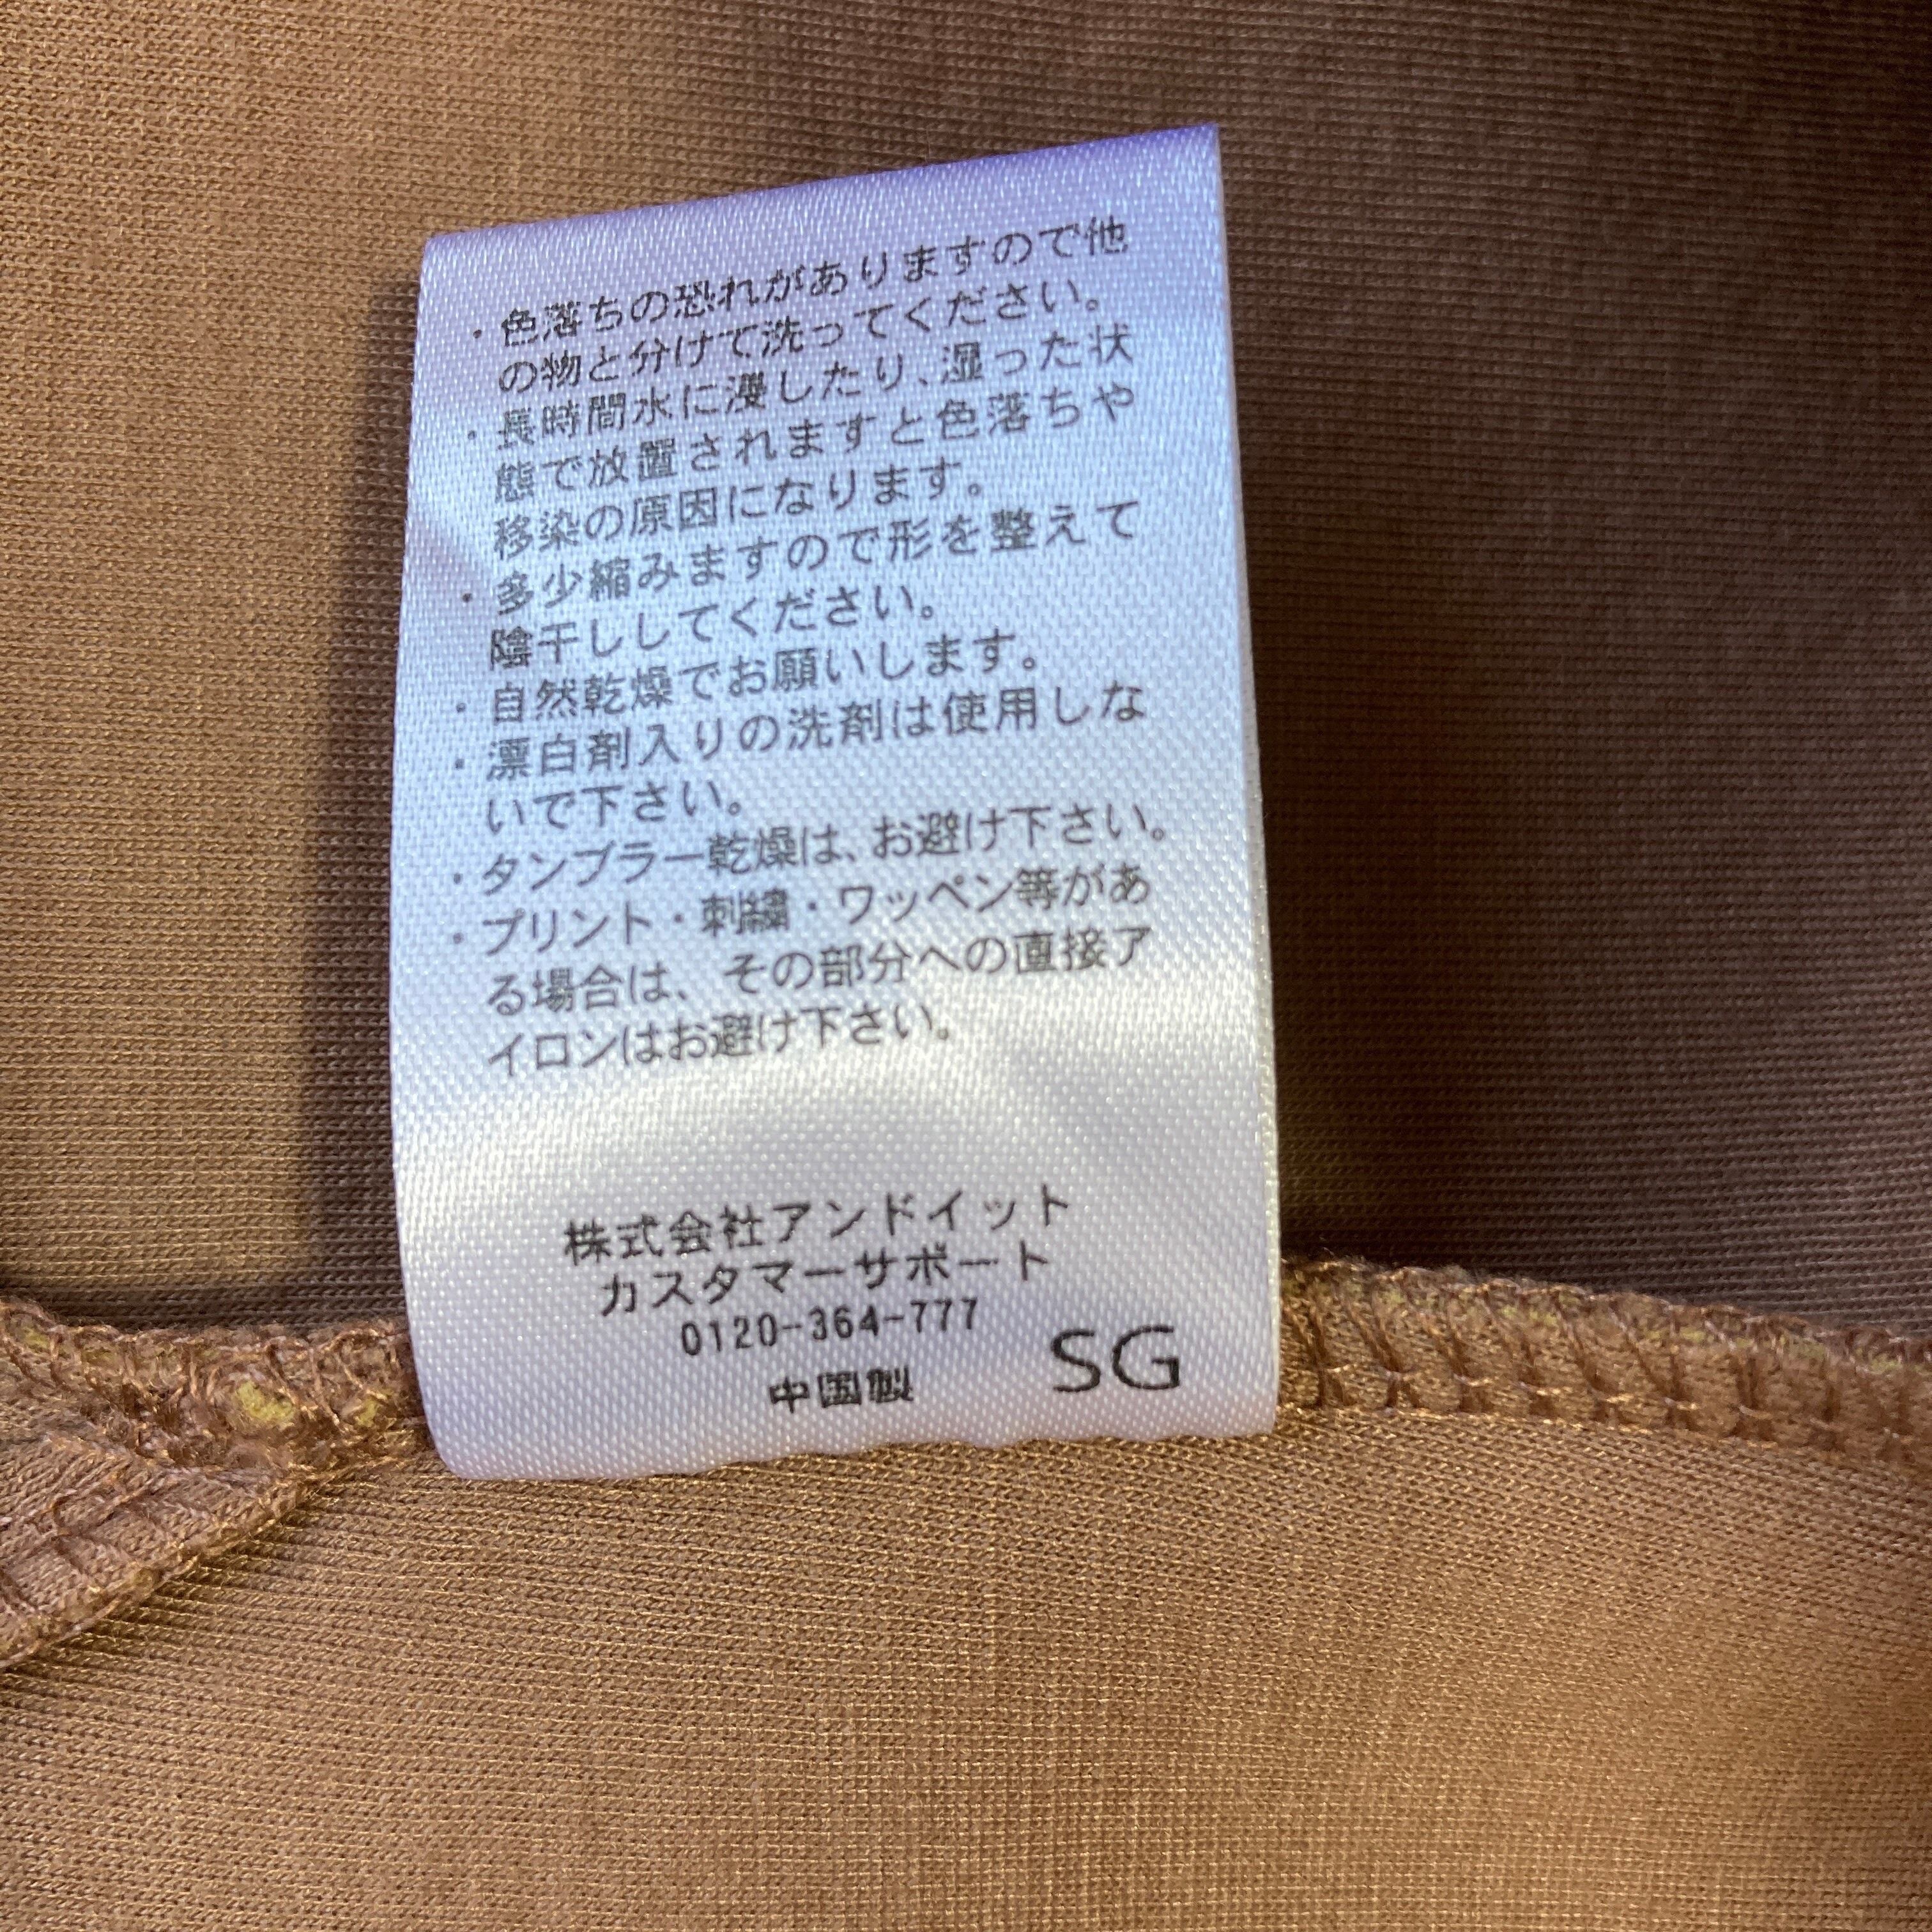 ・色落ちの恐れがありますので他
の物と分けて洗ってください。
・長時間水に浸したり、湿った状
態で放置されますと色落ちや
移染の原因になります。
・多少縮みますので形を整えて
陰干ししてください。
・自然乾燥でお願いします。
・漂白剤入りの洗剤は使用しな
いで下さい。
・タンブラー乾燥は、お避け下さい。
・プリント・刺繍・ワッペン等があ
る場合は、その部分への直接ア
イロンはお避け下さい。
株式会社アンドイット
カスタマーサポート
0120-364-777
中国製
SG